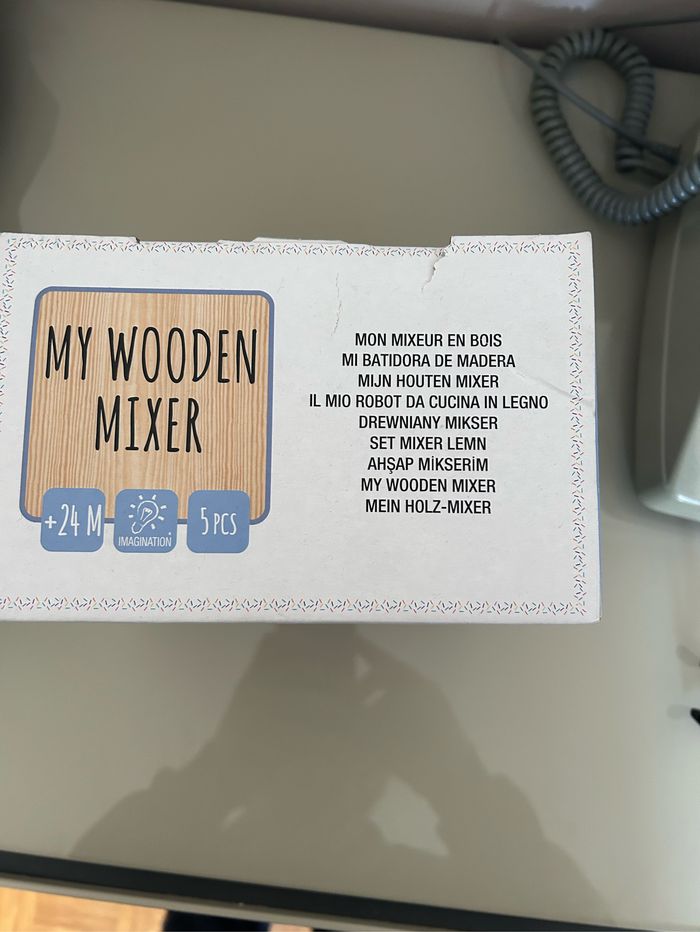 MY WOODEN
MIXER
+24 M
IMAGINATION
5 PCS
MON MIXEUR EN BOIS
MI BATIDORA DE MADERA
MIJN HOUTEN MIXER
IL MIO ROBOT DA CUCINA IN LEGNO
DREWNIANY MIKSER
SET MIXER LEMN
AHŞAP MİKSERİM
MY WOODEN MIXER
MEIN HOLZ-MIXER